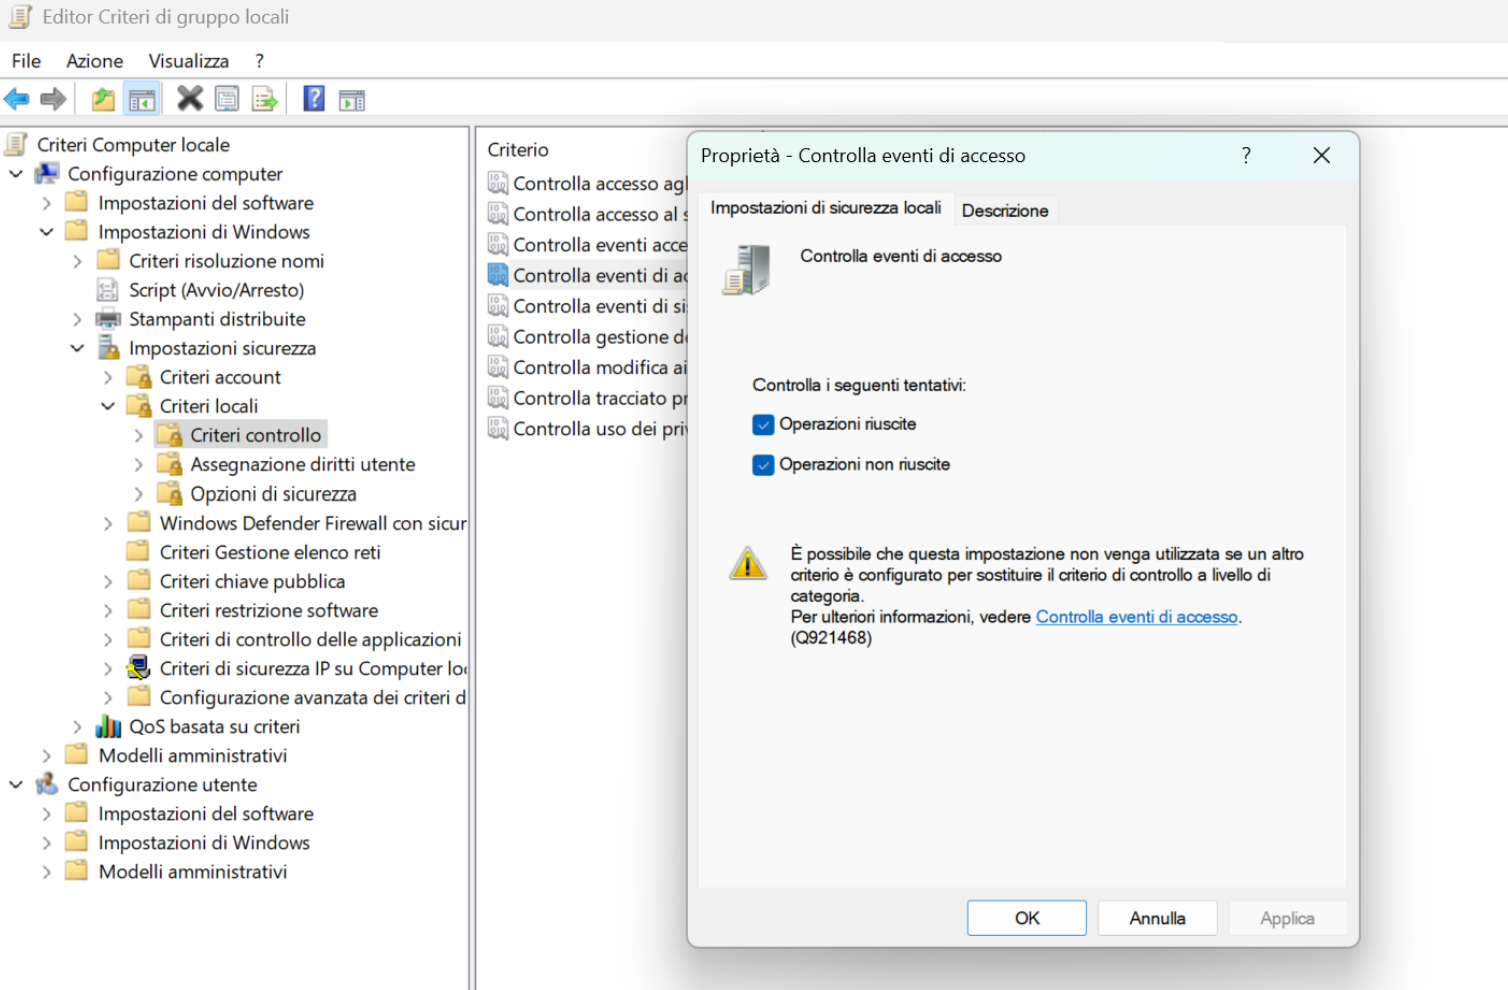 Editor Criteri di gruppo locali
File Azione Visualizza ?
Criteri Computer locale
Configurazione computer
Impostazioni del software
Impostazioni di Windows
Criteri risoluzione nomi
Script (Avvio/Arresto)
Stampanti distribuite
Impostazioni sicurezza
Criteri account
Criteri locali
Criteri controllo
Assegnazione diritti utente
Opzioni di sicurezza
Windows Defender Firewall con sicur
Criteri Gestione elenco reti
Criteri chiave pubblica
Criteri restrizione software
Criteri di controllo delle applicazioni
Criteri di sicurezza IP su Computer lo
Configurazione avanzata dei criteri d
QoS basata su criteri
Modelli amministrativi
Configurazione utente
Impostazioni del software
Impostazioni di Windows
Modelli amministrativi
Criterio
Controlla accesso agl
Controlla accesso al s
Controlla eventi acce
Controlla eventi di ac
Controlla eventi di si
Controlla gestione de
Controlla modifica ai
Controlla tracciato pr
Controlla uso dei priv
Proprietà - Controlla eventi di accesso
?
Impostazioni di sicurezza locali
Descrizione
Controlla eventi di accesso
Controlla i seguenti tentativi:
Operazioni riuscite
Operazioni non riuscite
È possibile che questa impostazione non venga utilizzata se un altro
criterio è configurato per sostituire il criterio di controllo a livello di
categoria.
Per ulteriori informazioni, vedere Controlla eventi di accesso.
(Q921468)
OK
Annulla
Applica